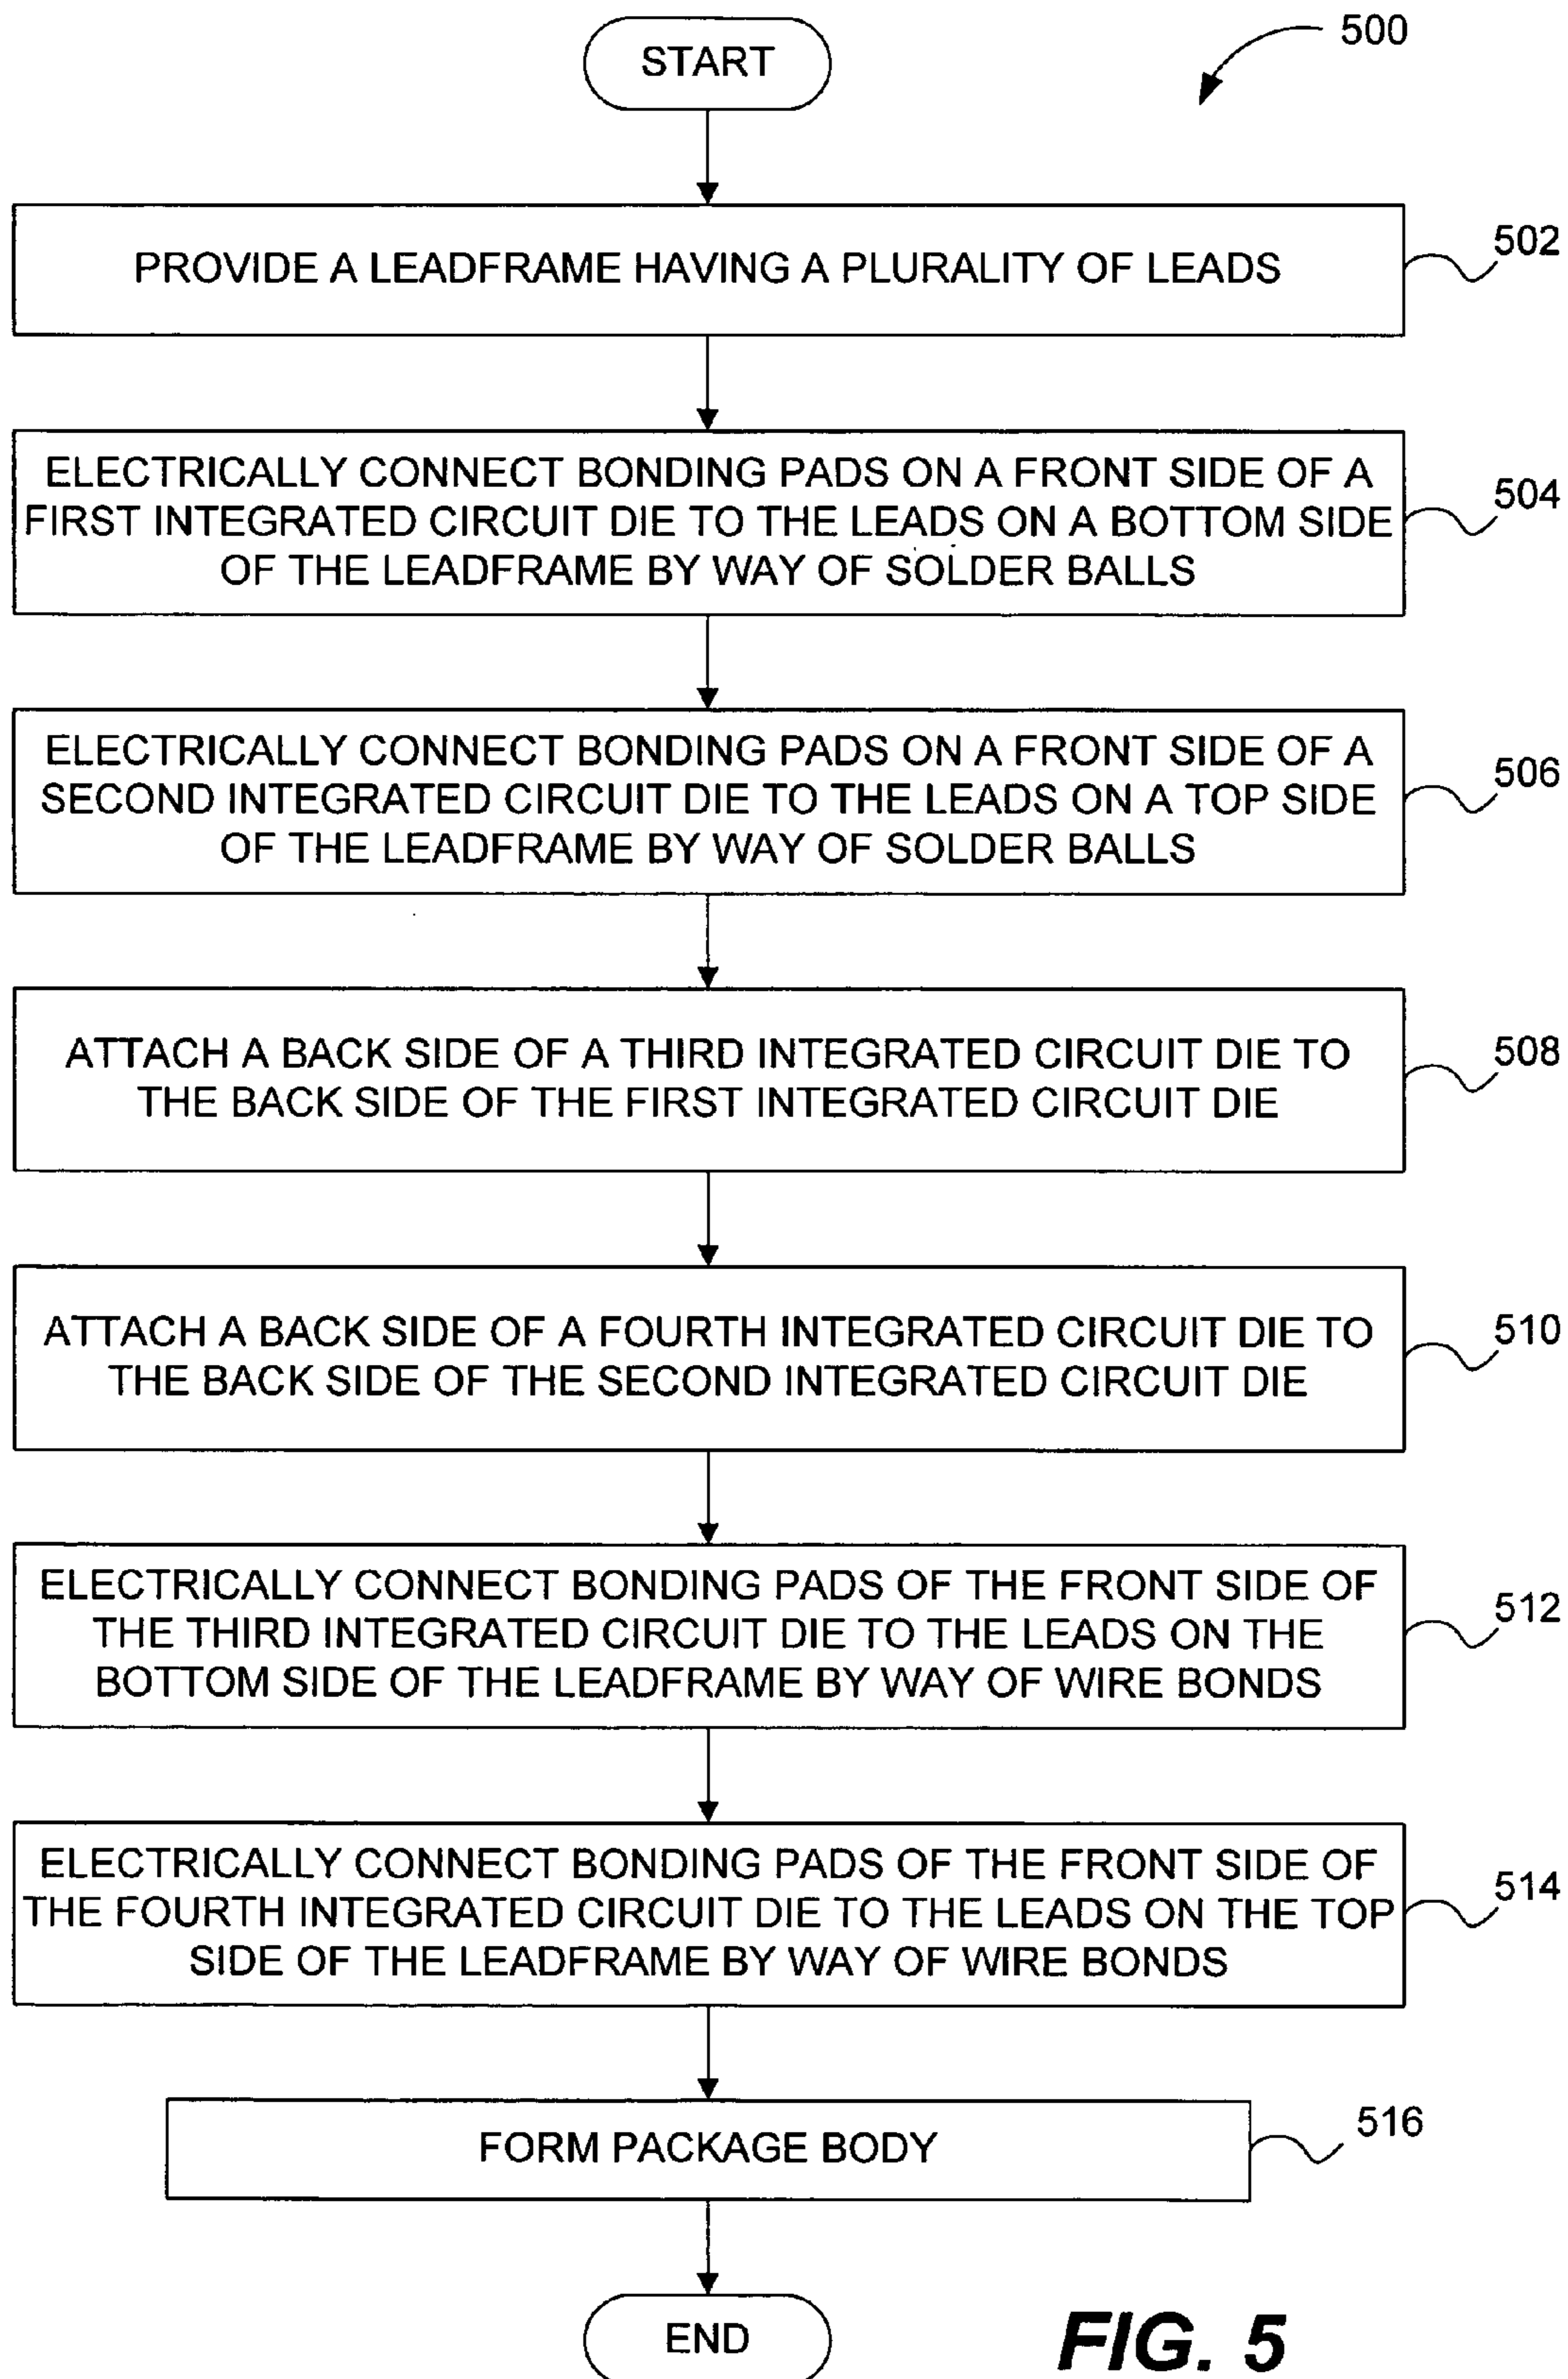 START
500
PROVIDE A LEADFRAME HAVING A PLURALITY OF LEADS
502
ELECTRICALLY CONNECT BONDING PADS ON A FRONT SIDE OF A
FIRST INTEGRATED CIRCUIT DIE TO THE LEADS ON A BOTTOM SIDE
OF THE LEADFRAME BY WAY OF SOLDER BALLS
504
ELECTRICALLY CONNECT BONDING PADS ON A FRONT SIDE OF A
SECOND INTEGRATED CIRCUIT DIE TO THE LEADS ON A TOP SIDE
OF THE LEADFRAME BY WAY OF SOLDER BALLS
506
ATTACH A BACK SIDE OF A THIRD INTEGRATED CIRCUIT DIE TO
THE BACK SIDE OF THE FIRST INTEGRATED CIRCUIT DIE
508
ATTACH A BACK SIDE OF A FOURTH INTEGRATED CIRCUIT DIE TO
THE BACK SIDE OF THE SECOND INTEGRATED CIRCUIT DIE
510
ELECTRICALLY CONNECT BONDING PADS OF THE FRONT SIDE OF
THE THIRD INTEGRATED CIRCUIT DIE TO THE LEADS ON THE
BOTTOM SIDE OF THE LEADFRAME BY WAY OF WIRE BONDS
512
ELECTRICALLY CONNECT BONDING PADS OF THE FRONT SIDE OF
THE FOURTH INTEGRATED CIRCUIT DIE TO THE LEADS ON THE TOP
SIDE OF THE LEADFRAME BY WAY OF WIRE BONDS
514
FORM PACKAGE BODY
516
END
FIG. 5